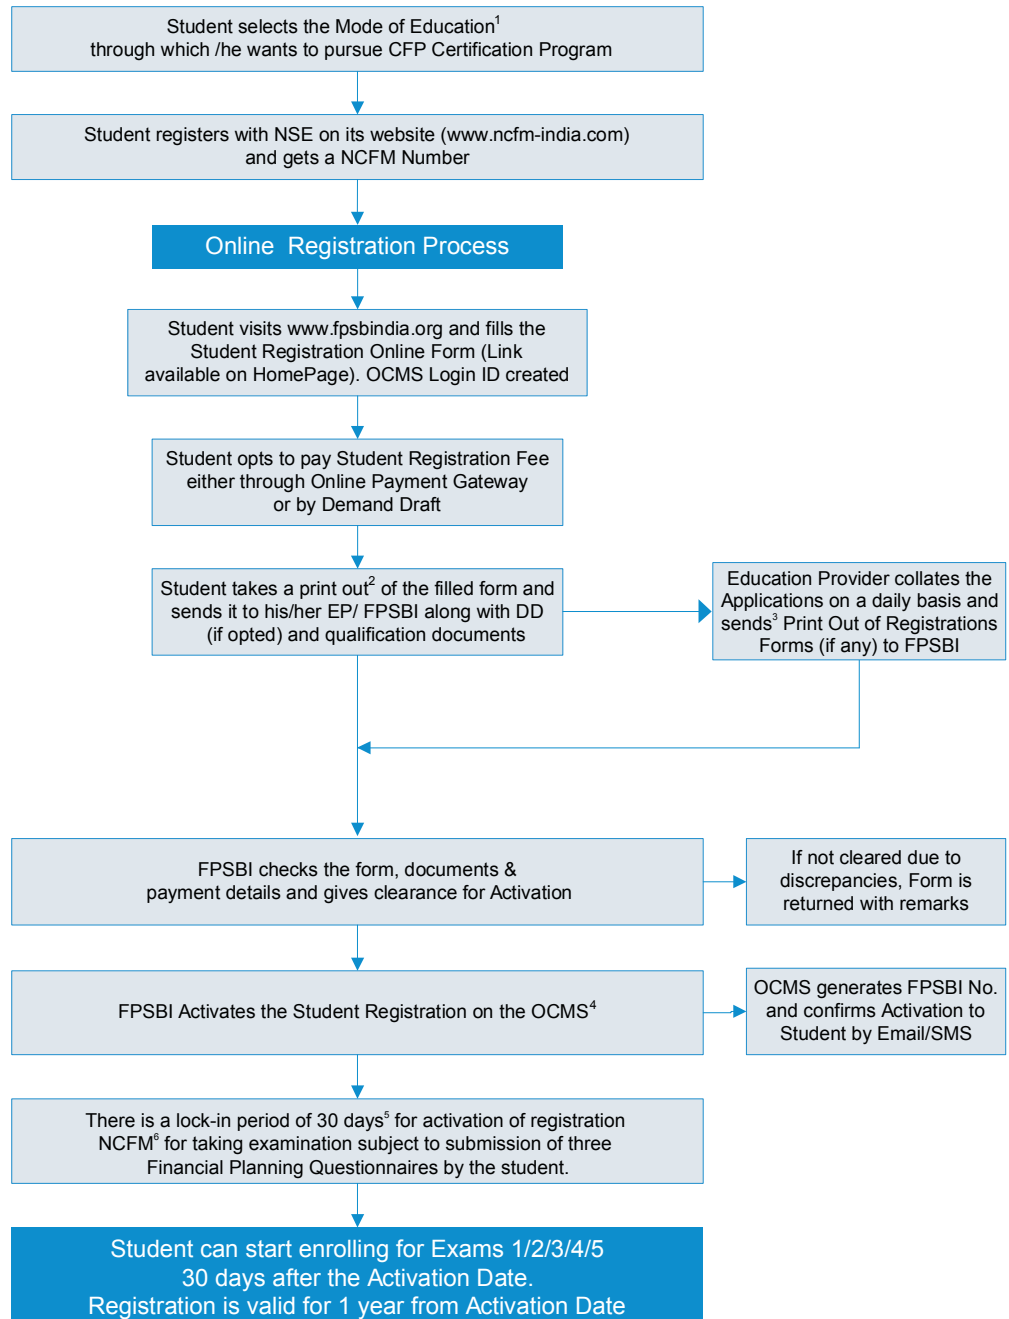 Student selects the Mode of Education1
through which /he wants to pursue CFP Certification Program
Student registers with NSE on its website (www.ncfm-india.com)
and gets a NCFM Number
Online Registration Process
Student visits www.fpsbindia.org and fills the
Student Registration Online Form (Link
available on HomePage). OCMS Login ID created
Student opts to pay Student Registration Fee
either through Online Payment Gateway
or by Demand Draft
Student takes a print out2 of the filled form and
sends it to his/her EP/ FPSBI along with DD
(if opted) and qualification documents
Education Provider collates the
Applications on a daily basis and
sends3 Print Out of Registrations
Forms (if any) to FPSBI
FPSBI checks the form, documents &
payment details and gives clearance for Activation
If not cleared due to
discrepancies, Form is
returned with remarks
FPSBI Activates the Student Registration on the OCMS4
OCMS generates FPSBI No.
and confirms Activation to
Student by Email/SMS
There is a lock-in period of 30 days5 for activation of registration
NCFM6 for taking examination subject to submission of three
Financial Planning Questionnaires by the student.
Student can start enrolling for Exams 1/2/3/4/5
30 days after the Activation Date.
Registration is valid for 1 year from Activation Date